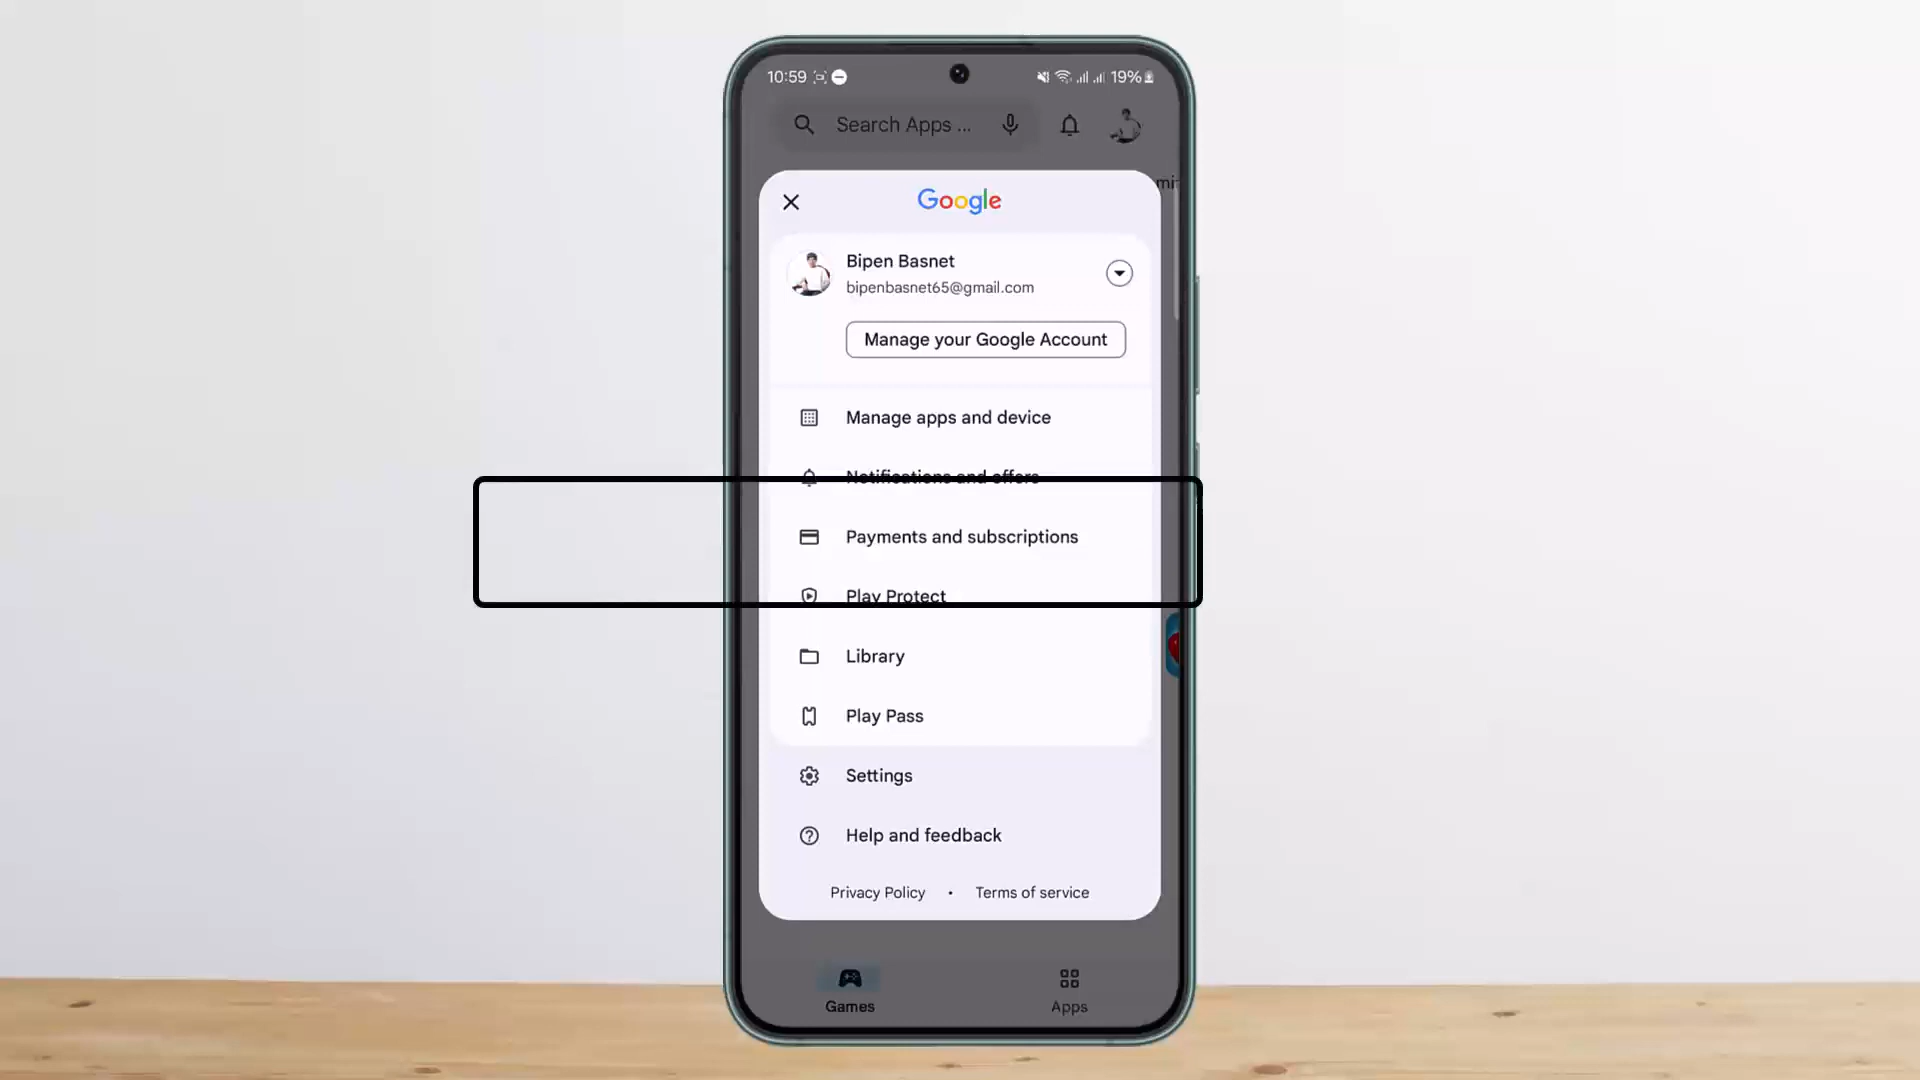 10:59
19%
Search Apps ...
mi
Google
Bipen Basnet
bipenbasnet65@gmail.com
Manage your Google Account
Manage apps and device
Notifications and offers
Payments and subscriptions
Play Protect
Library
Play Pass
Settings
Help and feedback
Privacy Policy • Terms of service
Games
Apps